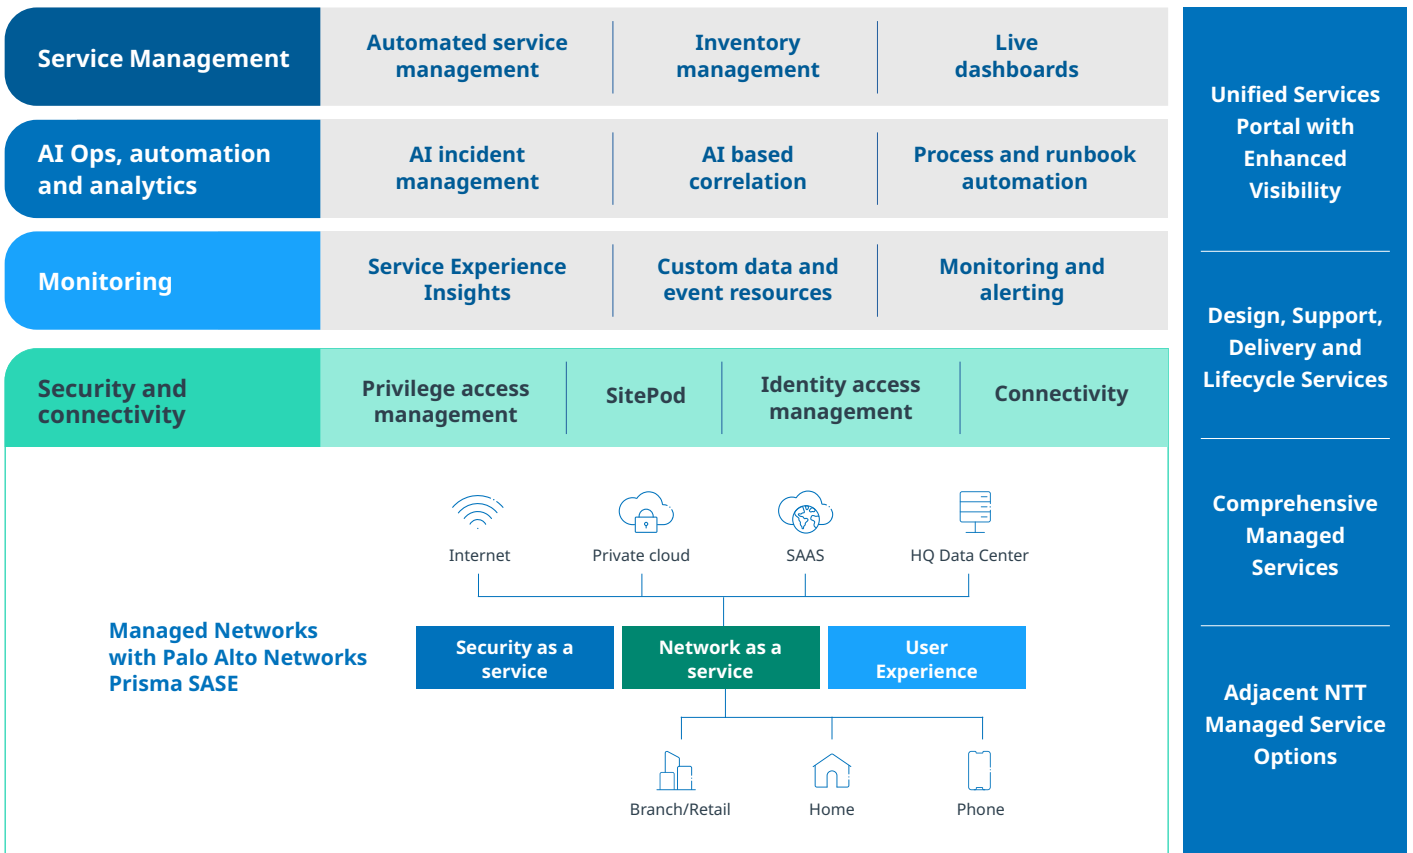 Service Management
Automated service
management
Inventory
management
Live
dashboards
AI Ops, automation
and analytics
AI incident
management
AI based
correlation
Process and runbook
automation
Monitoring
Service Experience
Insights
Custom data and
event resources
Monitoring and
alerting
Security and
connectivity
Privilege access
management
SitePod
Identity access
management
Connectivity
Internet
Private cloud
SAAS
HQ Data Center
Managed Networks
with Palo Alto Networks
Prisma SASE
Security as a
service
Network as a
service
User
Experience
Branch/Retail
Home
Phone
Unified Services
Portal with
Enhanced
Visibility
Design, Support,
Delivery and
Lifecycle Services
Comprehensive
Managed
Services
Adjacent NTT
Managed Service
Options